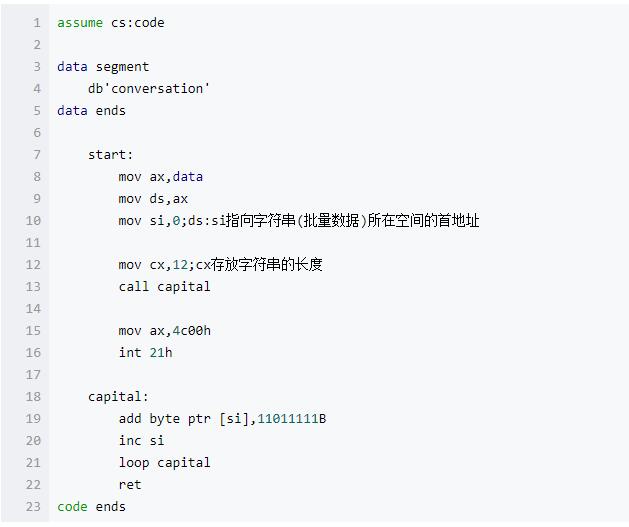 1 assume cs:code
2
3 data segment
4     db'conversation'
5 data ends
6
7     start:
8         mov ax,data
9         mov ds,ax
10         mov si,0;ds:si指向字符串(批量数据)所在空间的首地址
11
12         mov cx,12;cx存放字符串的长度
13         call capital
14
15         mov ax,4c00h
16         int 21h
17
18     capital:
19         add byte ptr [si],11011111B
20         inc si
21         loop capital
22         ret
23 code ends